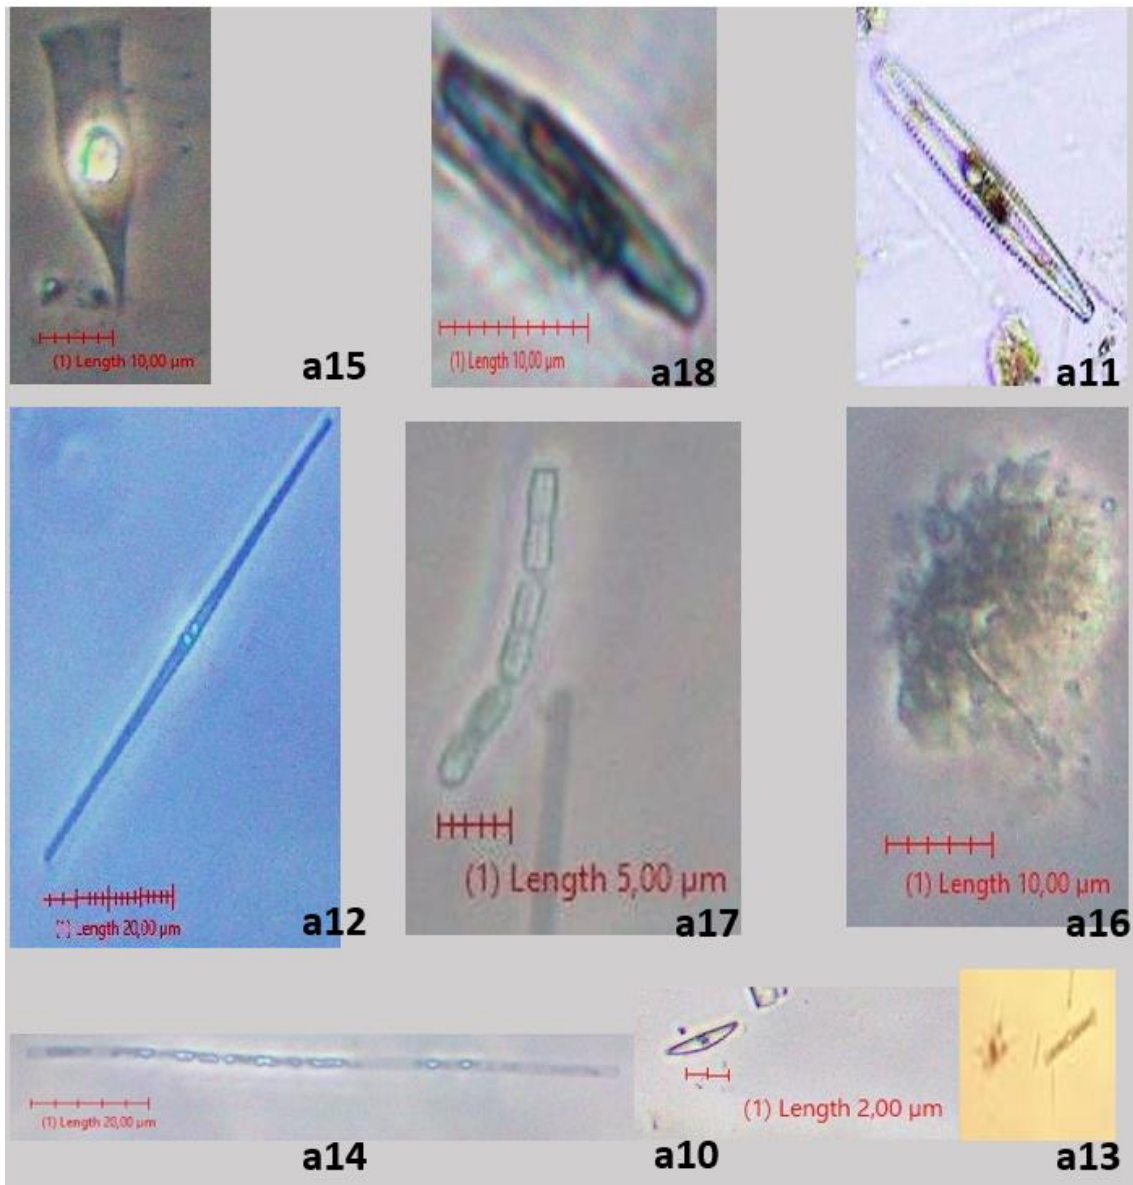 (1) Length 10,00 µm
a15
(1) Length 10,00 µm
a18
a11
(1) Length 20,00 µm
a12
(1) Length 5,00 µm
a17
(1) Length 10,00 µm
a16
(1) Length 20,00 µm
a14
(1) Length 2,00 µm
a10
a13